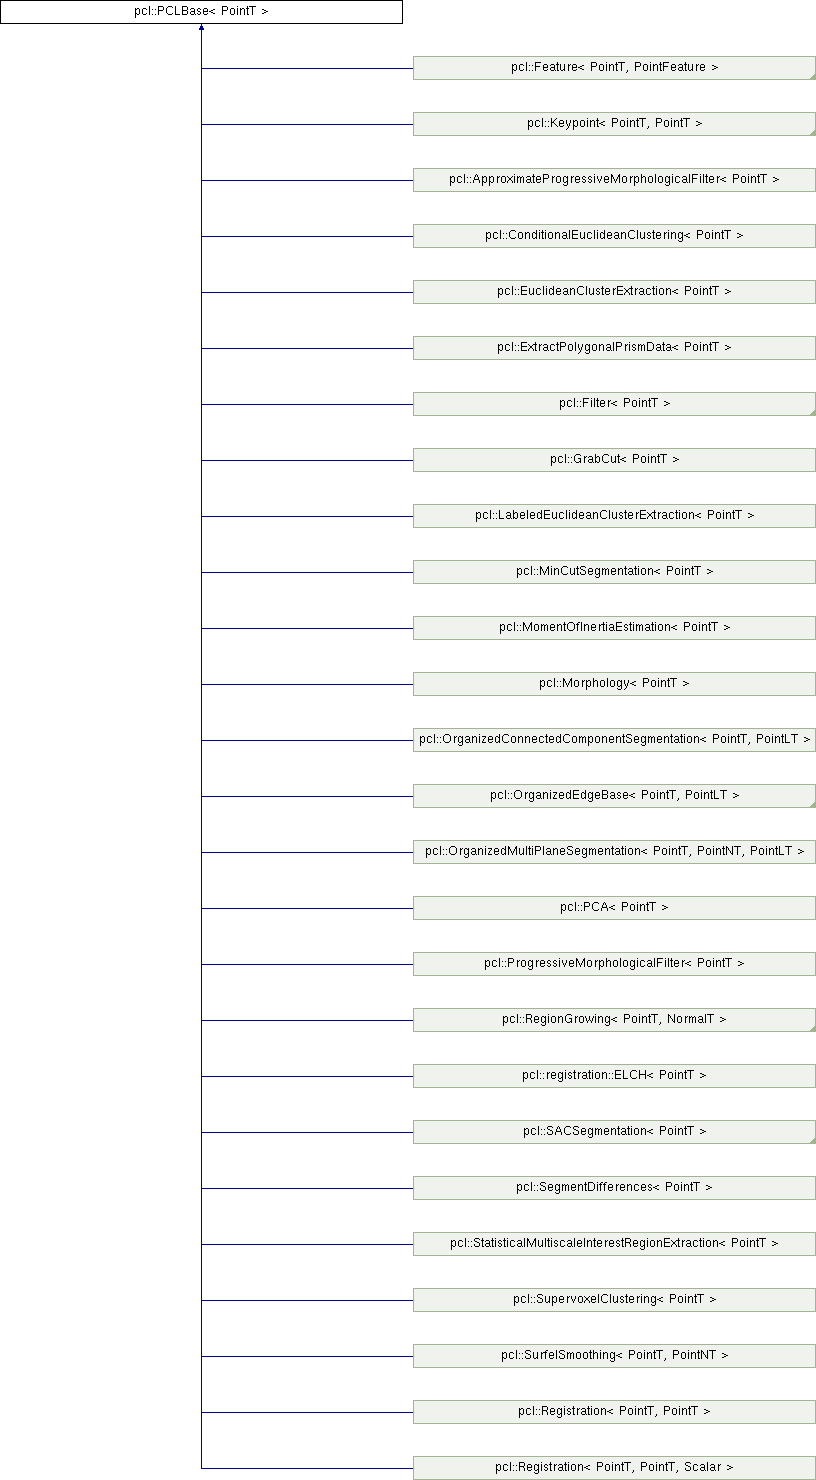 pcl::PCLBase< PointT >
pcl::Feature< PointT, PointFeature >
pcl::Keypoint< PointT, PointT >
pcl::ApproximateProgressiveMorphologicalFilter< PointT >
pcl::ConditionalEuclideanClustering< PointT >
pcl::EuclideanClusterExtraction< PointT >
pcl::ExtractPolygonalPrismData< PointT >
pcl::Filter< PointT >
pcl::GrabCut< PointT >
pcl::LabeledEuclideanClusterExtraction< PointT >
pcl::MinCutSegmentation< PointT >
pcl::MomentOfInertiaEstimation< PointT >
pcl::Morphology< PointT >
pcl::OrganizedConnectedComponentSegmentation< PointT, PointLT >
pcl::OrganizedEdgeBase< PointT, PointLT >
pcl::OrganizedMultiPlaneSegmentation< PointT, PointNT, PointLT >
pcl::PCA< PointT >
pcl::ProgressiveMorphologicalFilter< PointT >
pcl::RegionGrowing< PointT, NormalT >
pcl::registration::ELCH< PointT >
pcl::SACSegmentation< PointT >
pcl::SegmentDifferences< PointT >
pcl::StatisticalMultiscaleInterestRegionExtraction< PointT >
pcl::SupervoxelClustering< PointT >
pcl::SurfelSmoothing< PointT, PointNT >
pcl::Registration< PointT, PointT >
pcl::Registration< PointT, PointT, Scalar >